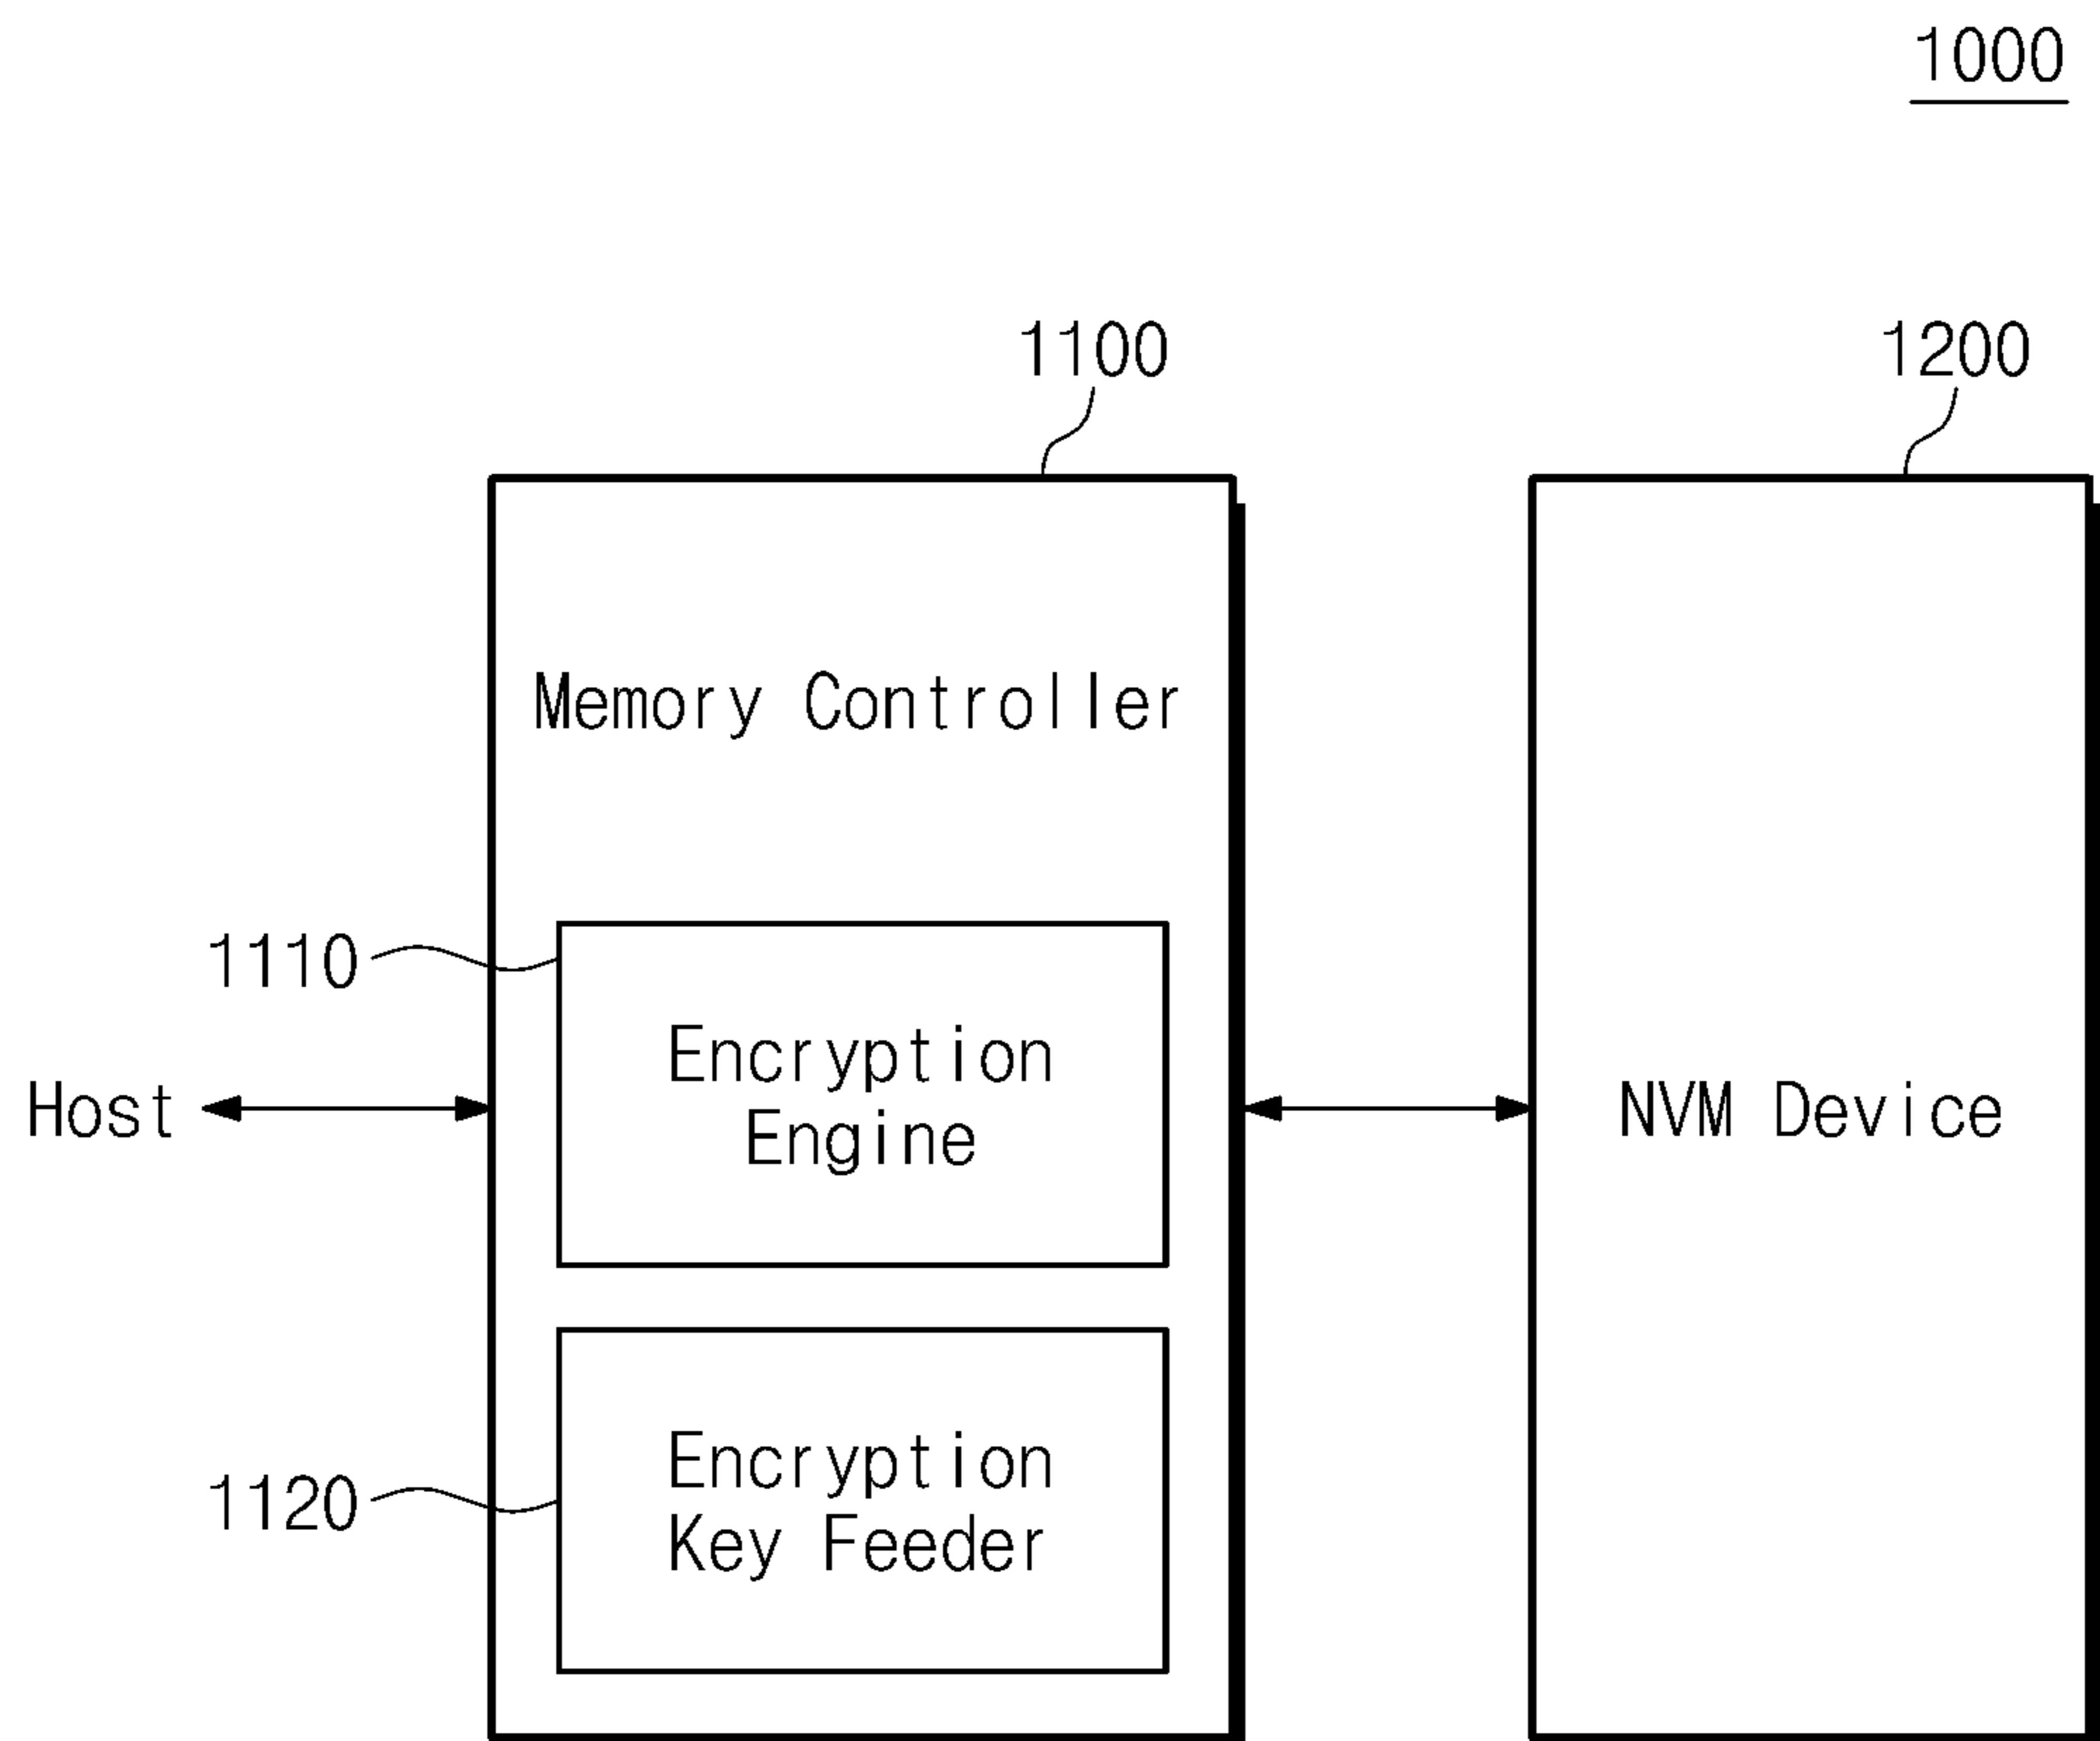 1000
1100
1200
Memory Controller
1110
Encryption
Engine
Host
NVM Device
Encryption
Key Feeder
1120